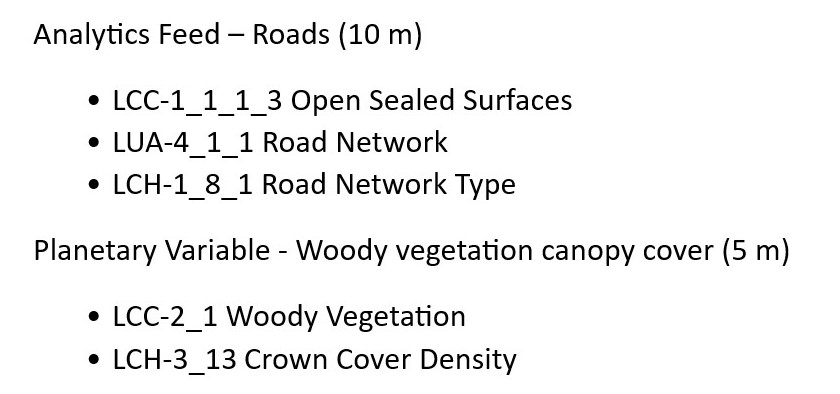 Analytics Feed – Roads (10 m)
• LCC-1_1_1_3 Open Sealed Surfaces
• LUA-4_1_1 Road Network
• LCH-1_8_1 Road Network Type
Planetary Variable - Woody vegetation canopy cover (5 m)
• LCC-2_1 Woody Vegetation
• LCH-3_13 Crown Cover Density